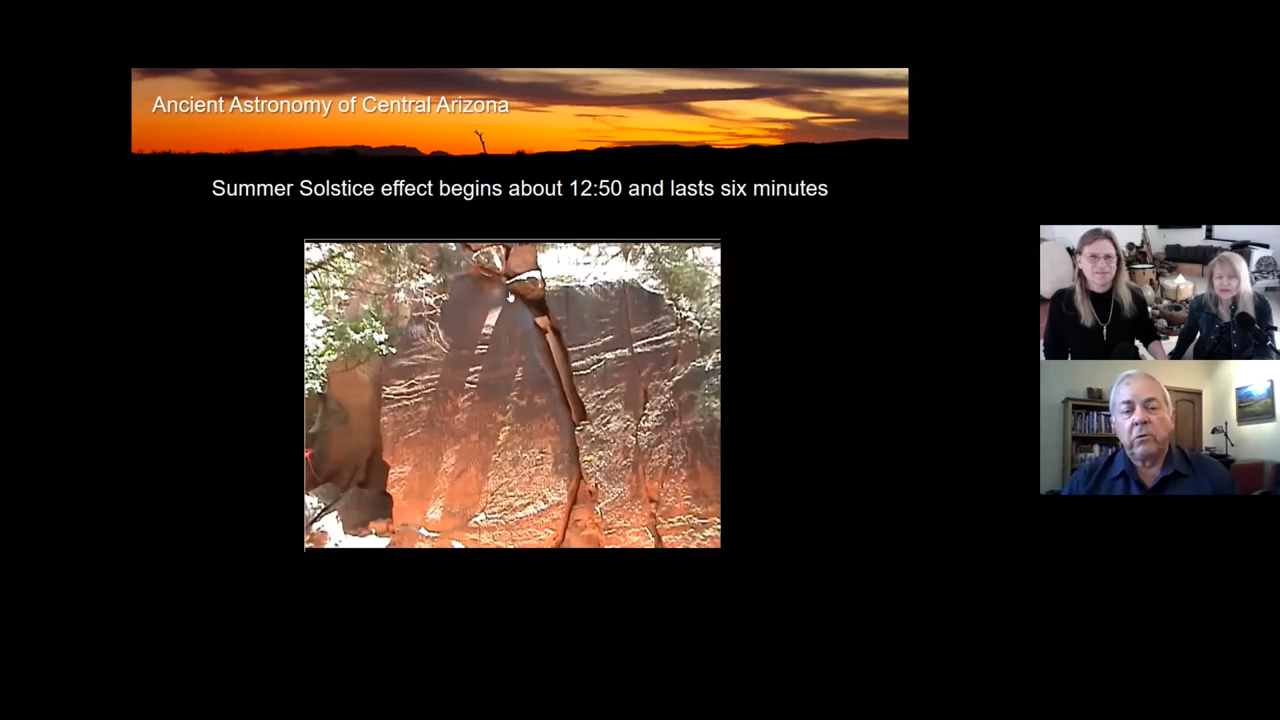 Ancient Astronomy of Central Arizona
Summer Solstice effect begins about 12:50 and lasts six minutes